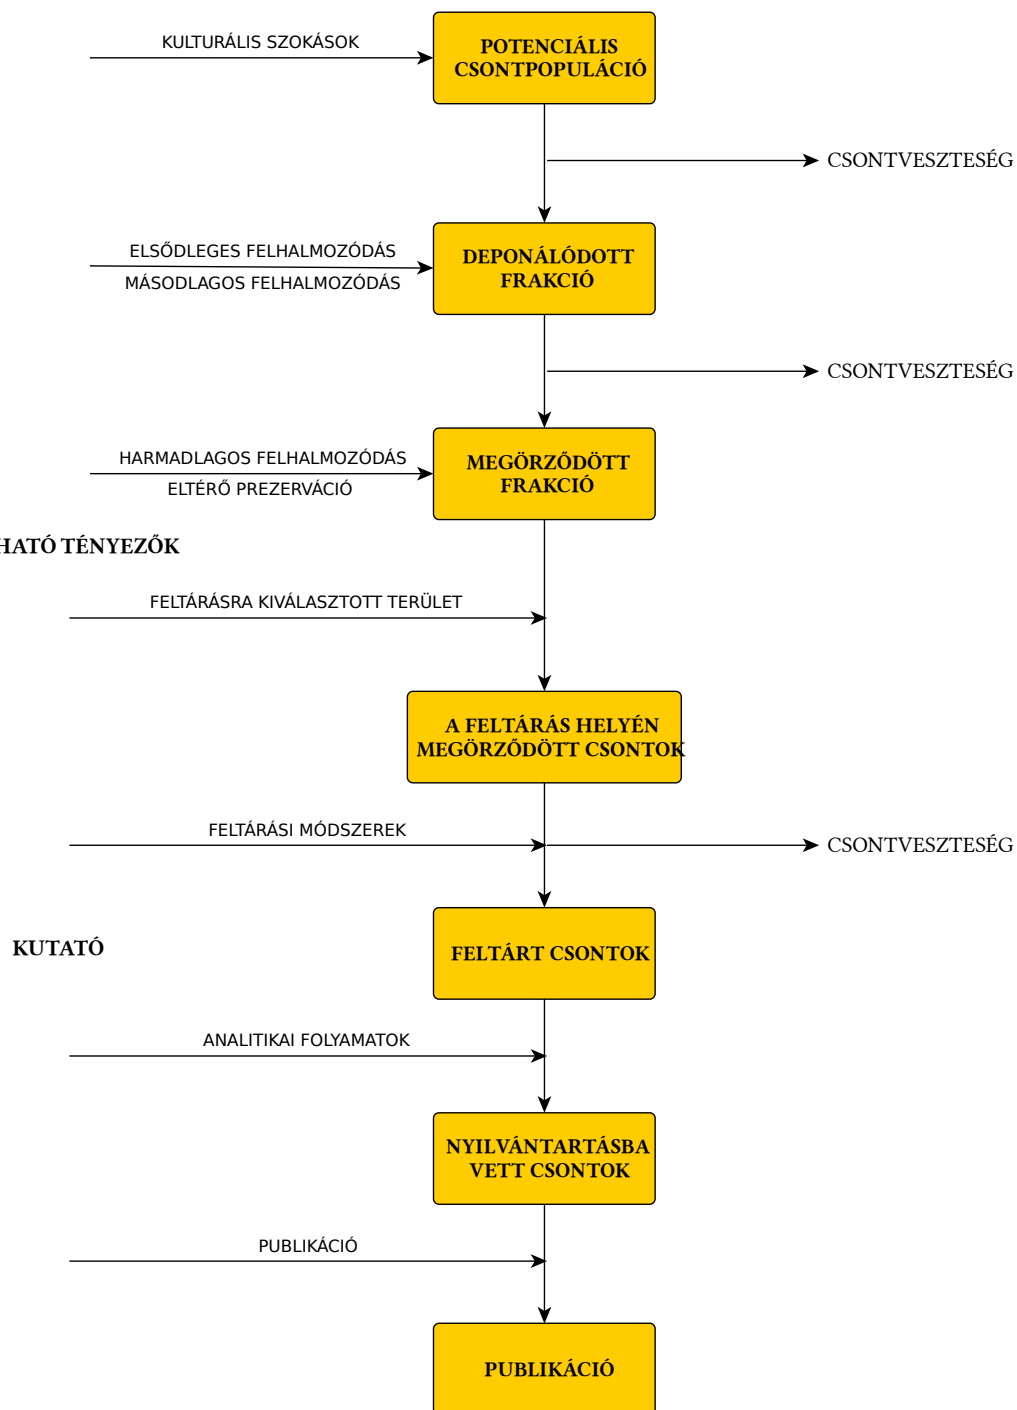 KULTURÁLIS SZOKÁSOK
POTENCIÁLIS
CSONTPOPULÁCIÓ
CSONTVESZTESÉG
ELSŐDLEGES FELHALMOZÓDÁS
MÁSODLAGOS FELHALMOZÓDÁS
DEPONÁLÓDOTT
FRAKCIÓ
CSONTVESZTESÉG
HARMADLAGOS FELHALMOZÓDÁS
ELTÉRŐ PREZERVÁCIÓ
MEGÖRZŐDÖTT
FRAKCIÓ
HATÓ TÉNYEZŐK
FELTÁRÁSRA KIVÁLASZTOTT TERÜLET
A FELTÁRÁS HELYÉN
MEGÖRZŐDÖTT CSONTOK
FELTÁRÁSI MÓDSZEREK
CSONTVESZTESÉG
KUTATÓ
FELTÁRT CSONTOK
ANALITIKAI FOLYAMATOK
NYILVÁNTARTÁSBA
VETT CSONTOK
PUBLIKÁCIÓ
PUBLIKÁCIÓ